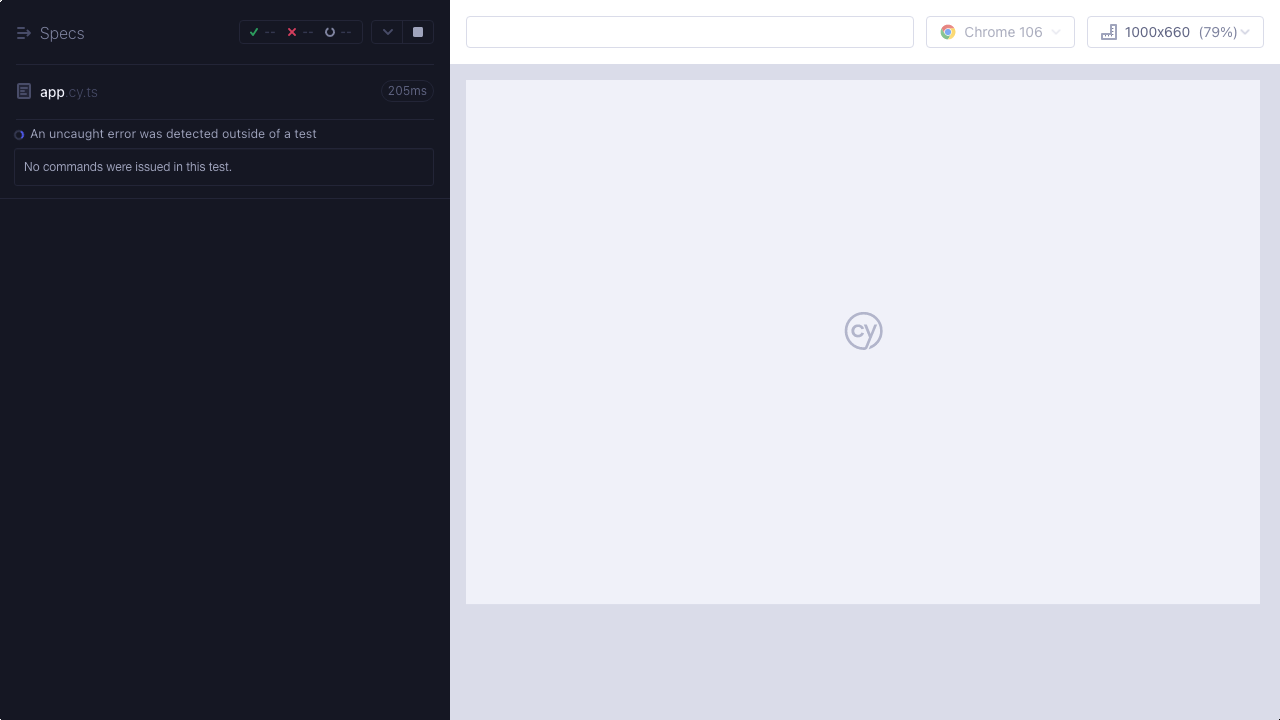 Specs
--
--
--
Chrome 106
1000x660 (79%)
app.cy.ts
205ms
An uncaught error was detected outside of a test
No commands were issued in this test.
cy